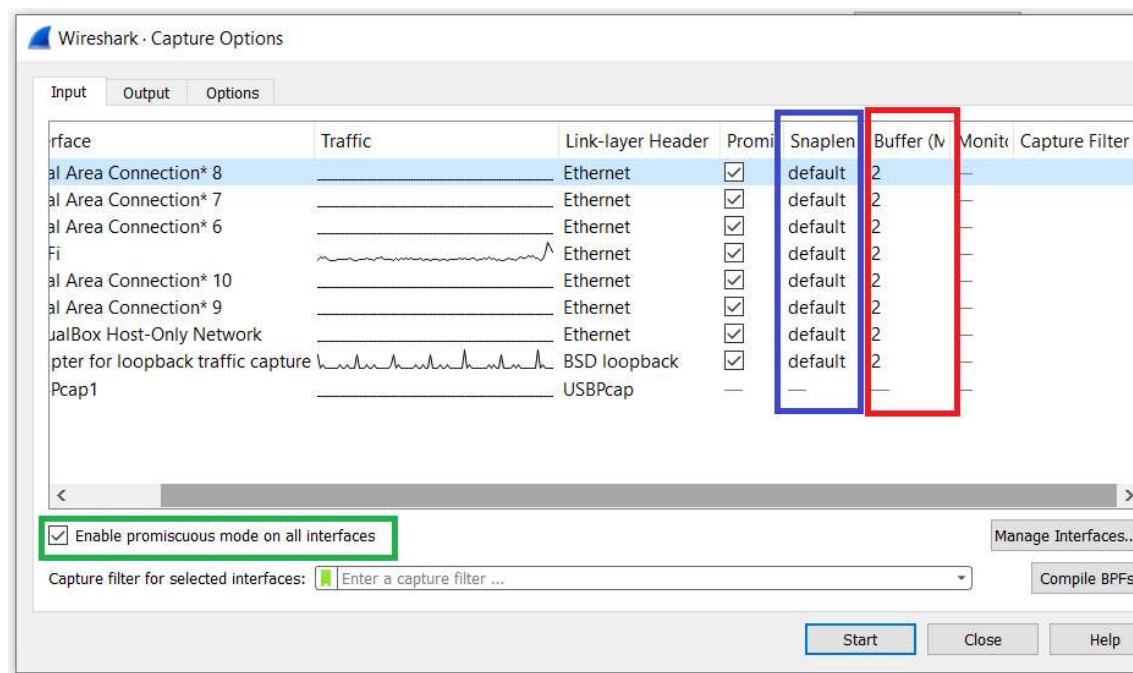 Wireshark · Capture Options
Input Output Options
rface Traffic Link-layer Header Promi Snaplen Buffer (M Monito Capture Filter
al Area Connection* 8 Ethernet default 2 —
al Area Connection* 7 Ethernet default 2 —
al Area Connection* 6 Ethernet default 2 —
Fi Ethernet default 2 —
al Area Connection* 10 Ethernet default 2 —
al Area Connection* 9 Ethernet default 2 —
ualBox Host-Only Network Ethernet default 2 —
pter for loopback traffic capture BSD loopback default 2 —
Pcap1 USBPcap — — — —
Enable promiscuous mode on all interfaces Manage Interfaces..
Capture filter for selected interfaces: Enter a capture filter ... Compile BPFs
Start Close Help